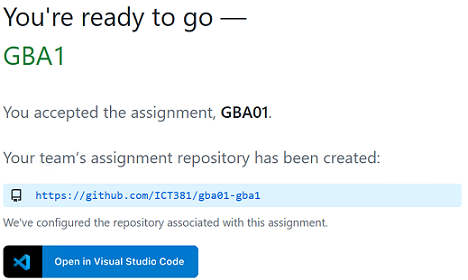 You're ready to go —
GBA1
You accepted the assignment, GBA01.
Your team’s assignment repository has been created:
https://github.com/ICT381/gba01-gba1
We've configured the repository associated with this assignment.
Open in Visual Studio Code